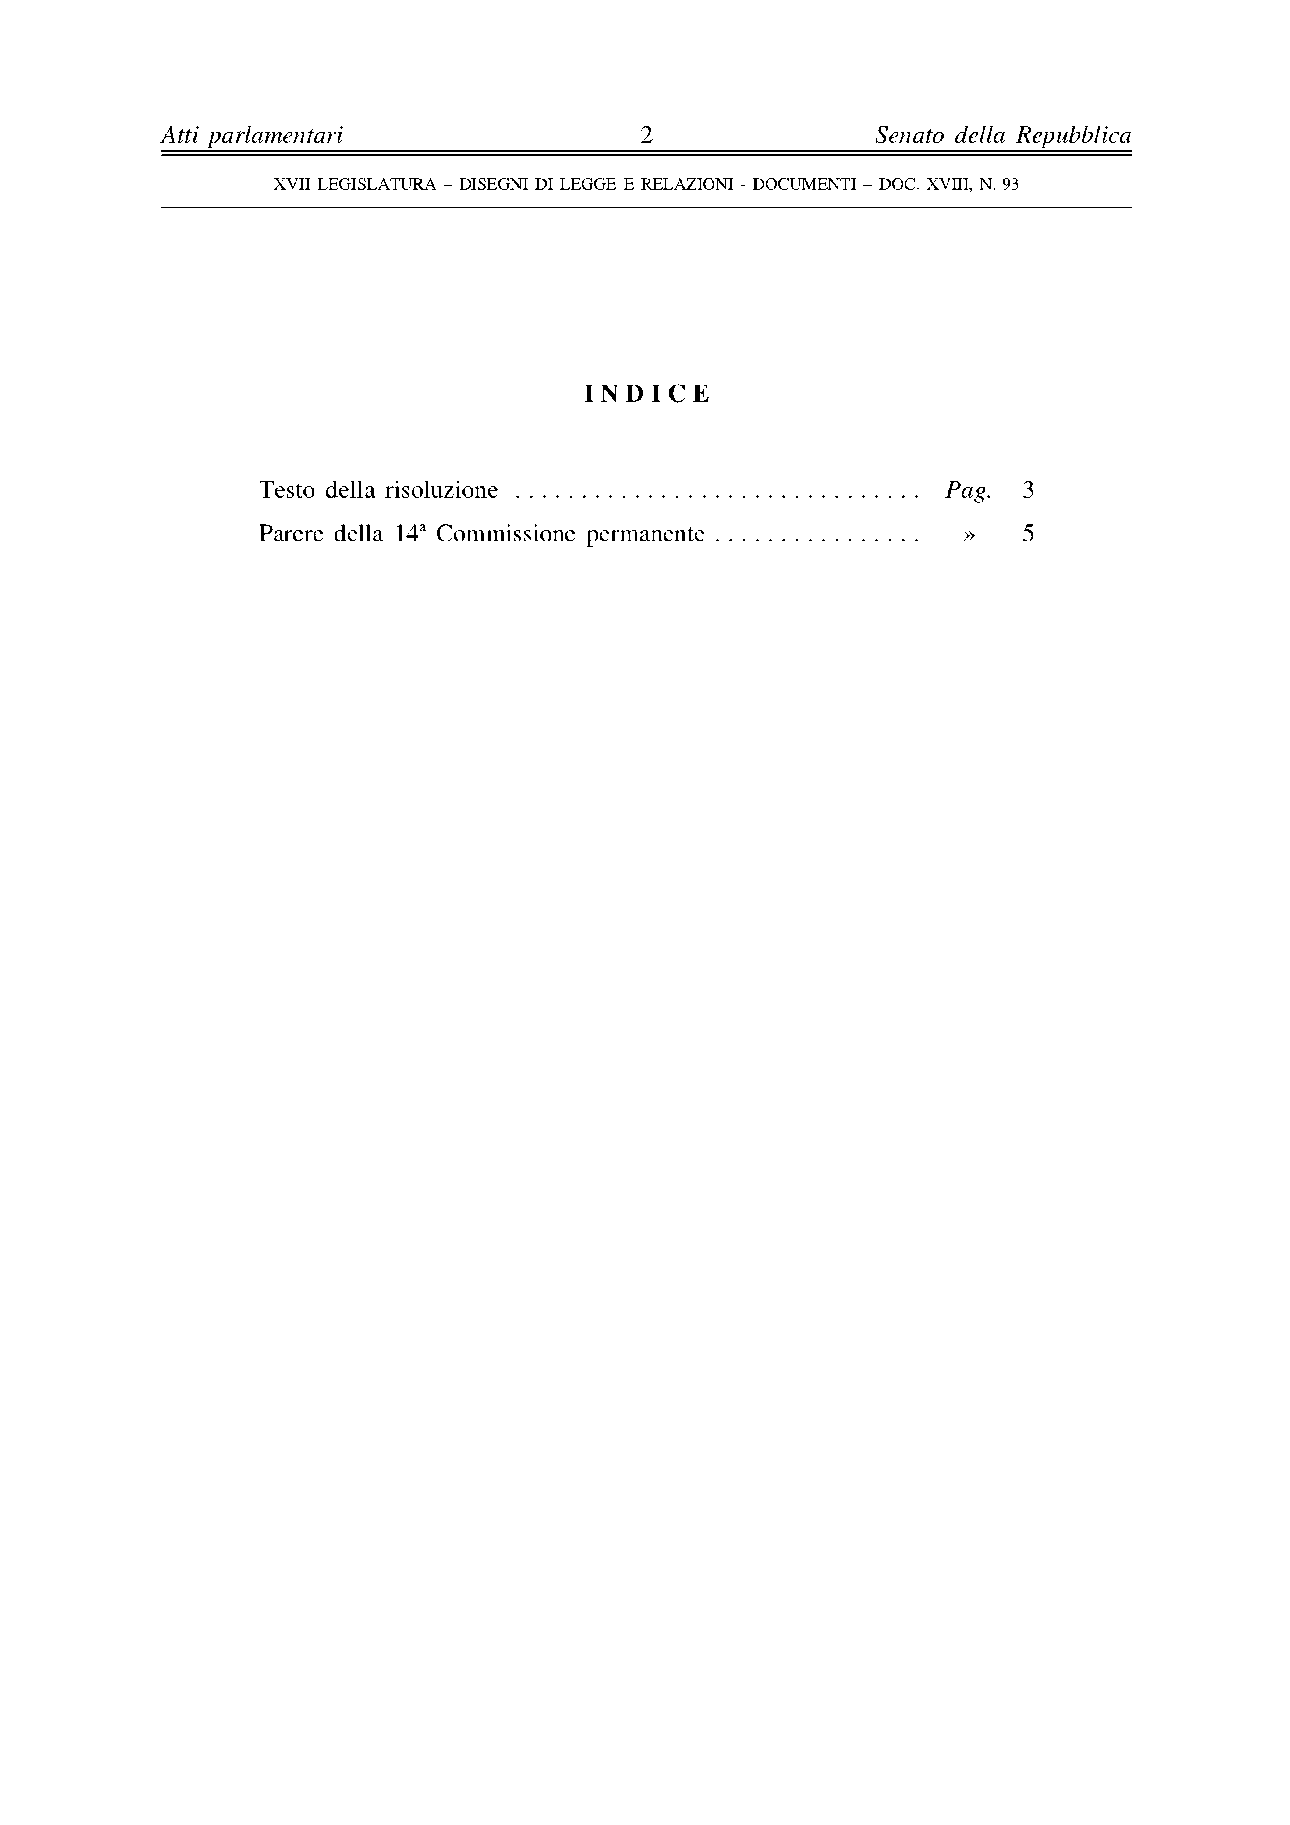 Atti parlamentari 2 Senato della Repubblica
XVII LEGISLATURA – DISEGNI DI LEGGE E RELAZIONI - DOCUMENTI – DOC. XVIII, N. 93
INDICE
Testo della risoluzione ............................... Pag. 3
Parere della 14ª Commissione permanente ................ » 5